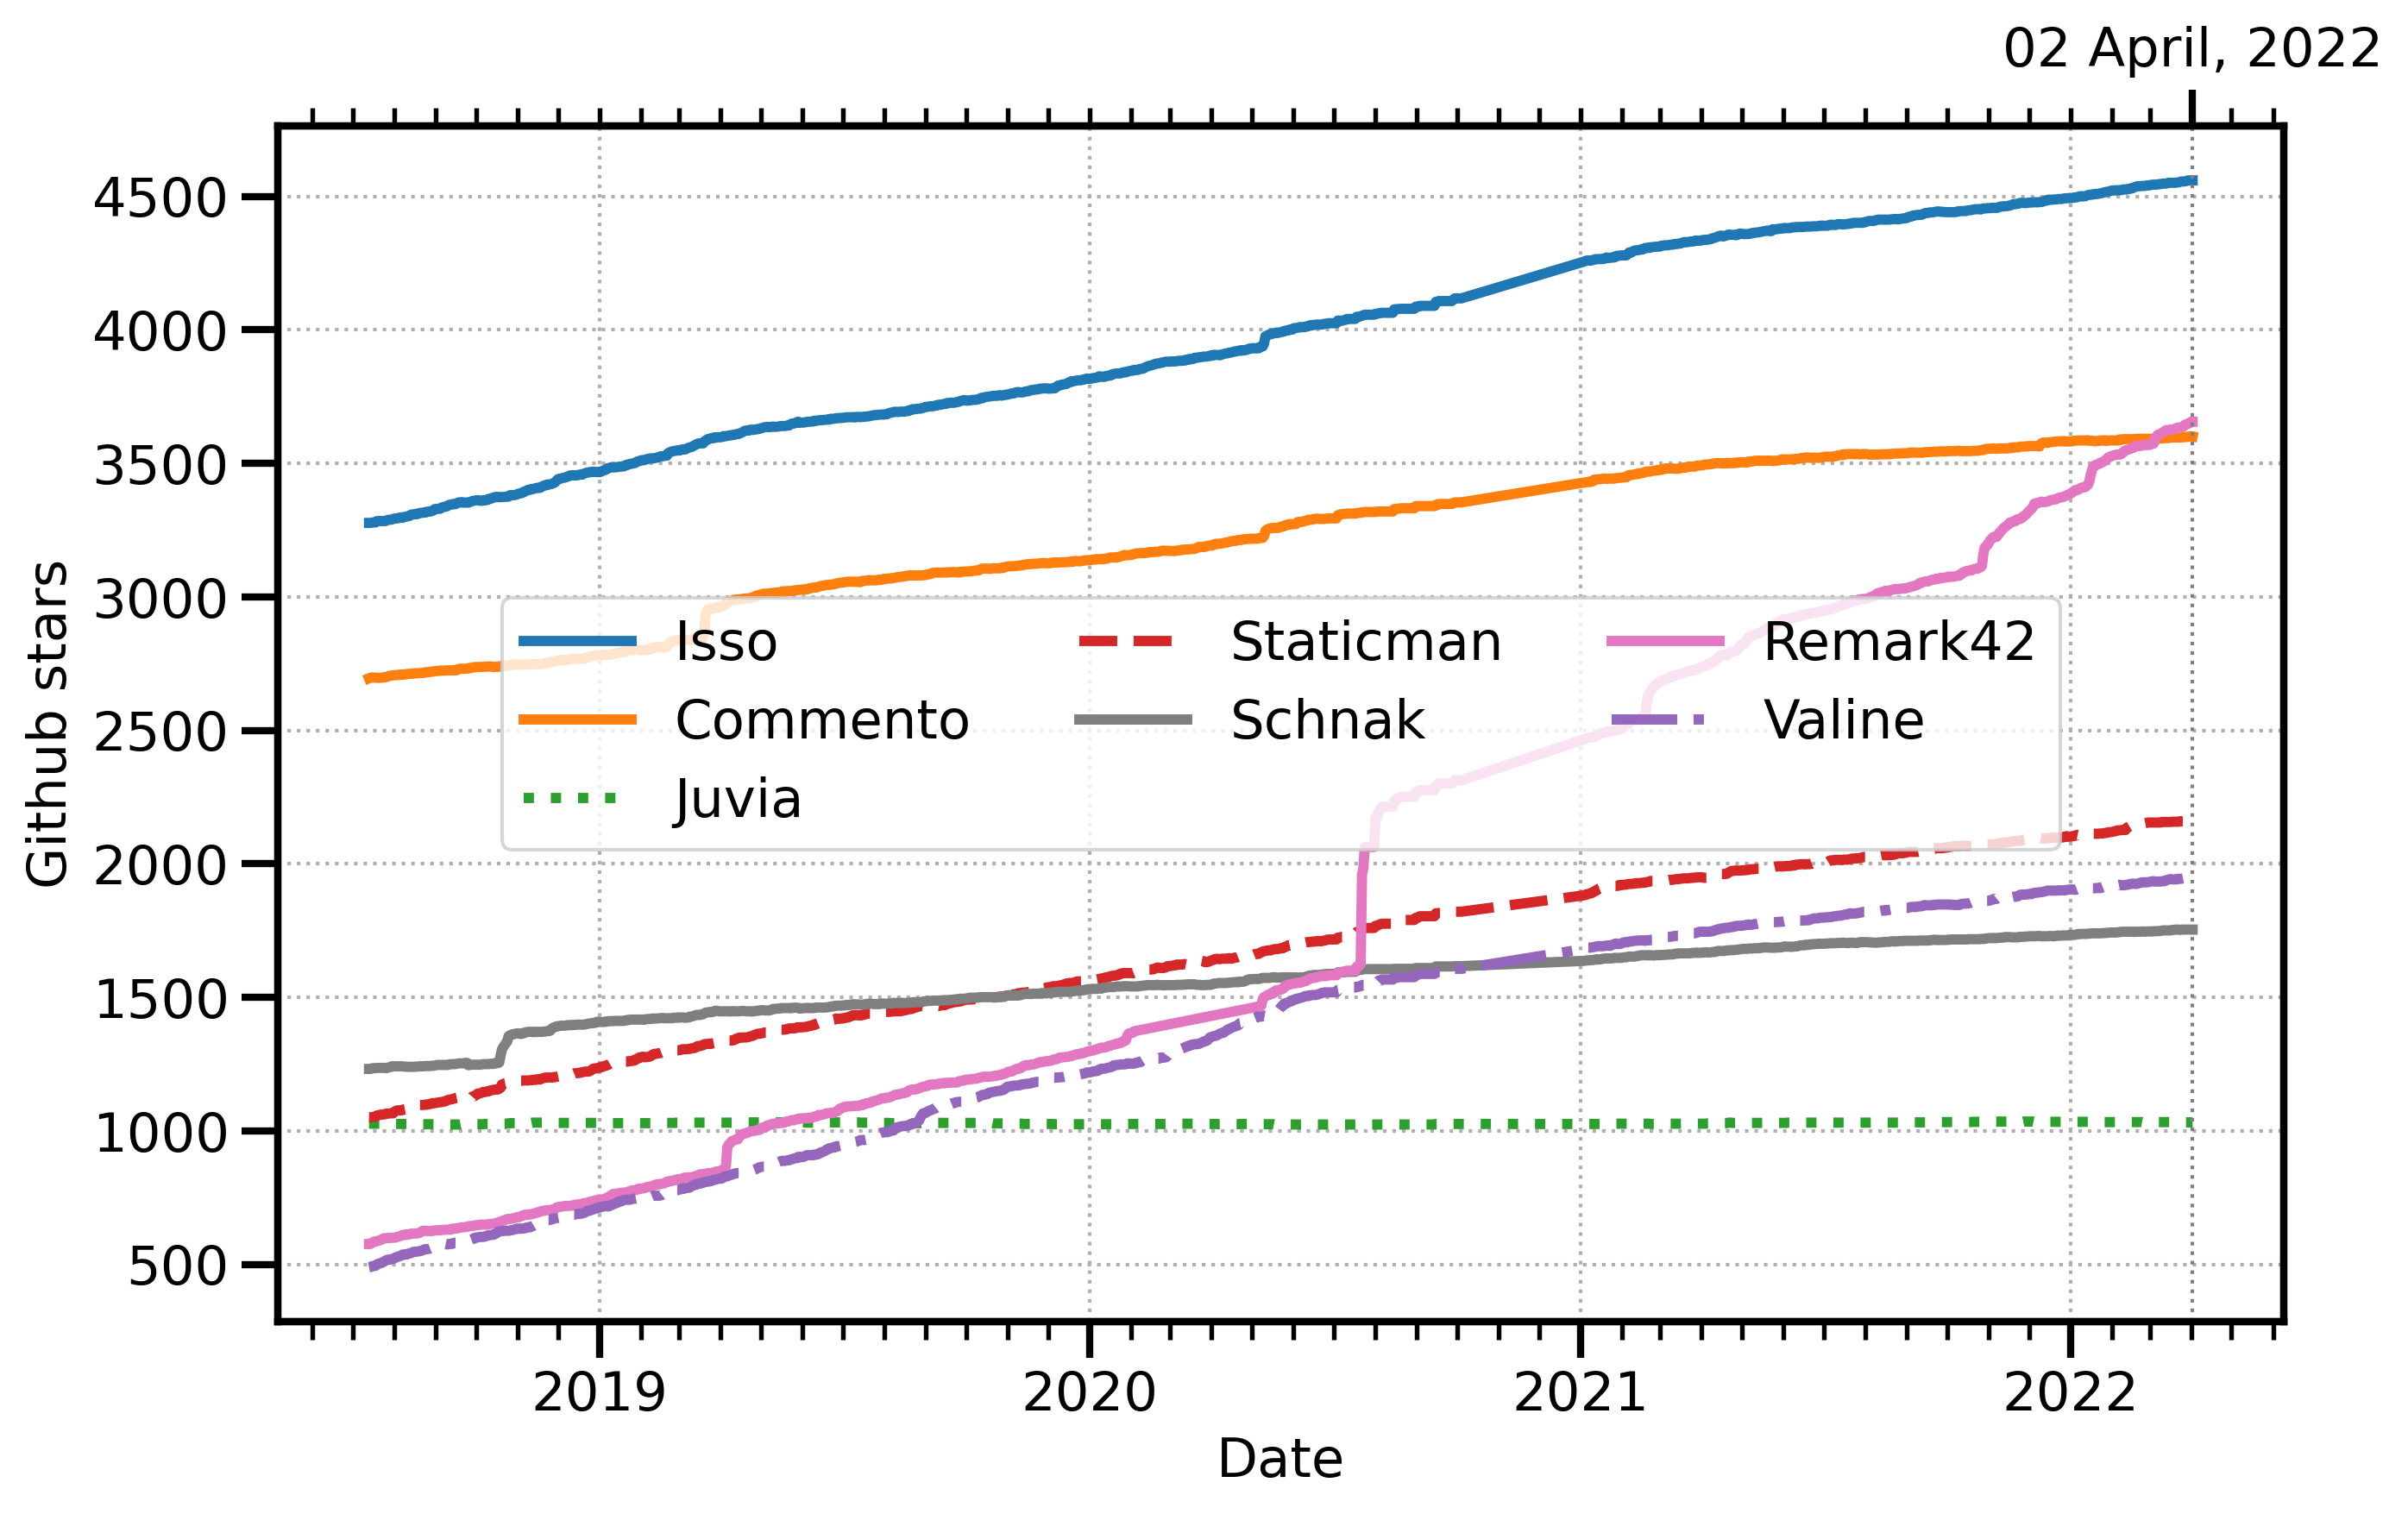 02 April, 2022
4500
4000
3500
3000
2500
2000
1500
1000
500
Github stars
Isso
Commento
Juvia
Staticman
Schnak
Remark42
Valine
2019
2020
2021
2022
Date